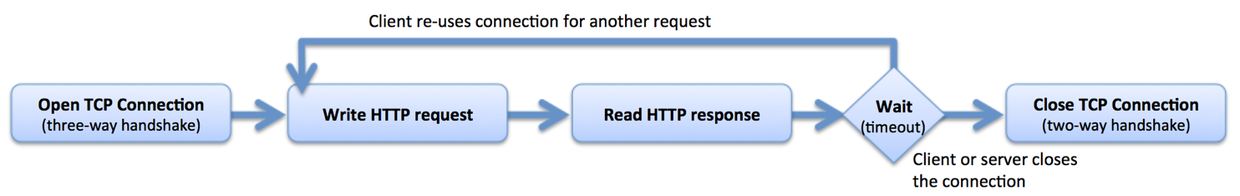 Client re-uses connection for another request
Open TCP Connection
(three-way handshake)
Write HTTP request
Read HTTP response
Wait
(timeout)
Close TCP Connection
(two-way handshake)
Client or server closes
the connection